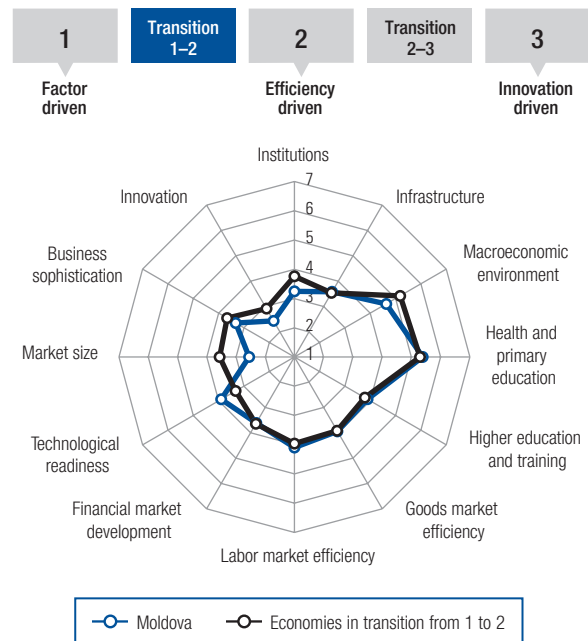 1
Transition
1–2
2
Transition
2–3
3
Factor
driven
Efficiency
driven
Innovation
driven
Institutions
Infrastructure
Macroeconomic
environment
Health and
primary
education
Higher education
and training
Goods market
efficiency
Labor market efficiency
Financial market
development
Technological
readiness
Market size
Business
sophistication
Innovation
7
6
5
4
3
2
1
Moldova
Economies in transition from 1 to 2